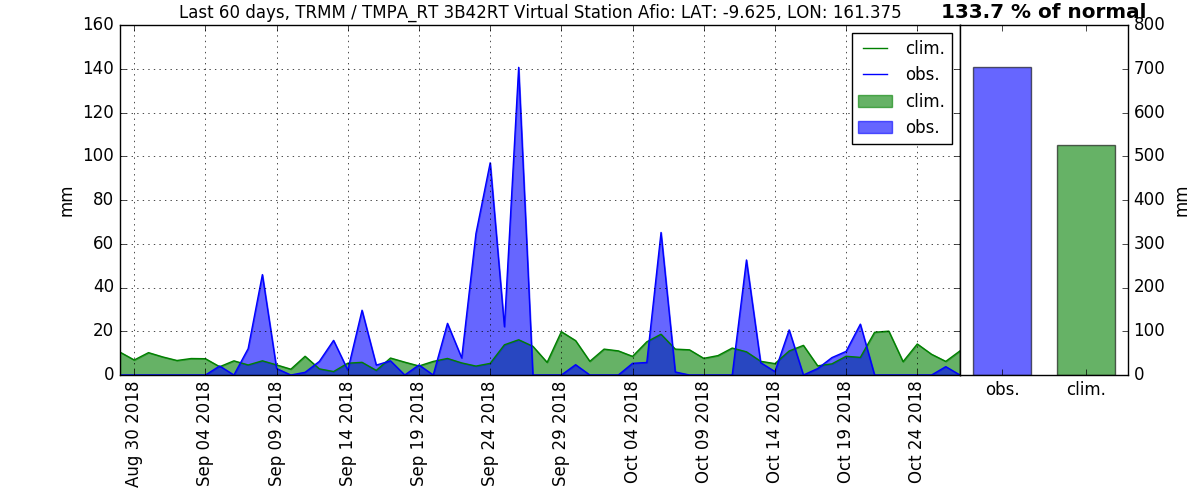 Last 60 days, TRMM / TMPA_RT 3B42RT Virtual Station Afio: LAT: -9.625, LON: 161.375
133.7 % of normal
160
140
120
100
80
60
40
20
0
mm
clim.
obs.
clim.
obs.
800
700
600
500
400
300
200
100
0
mm
obs.
clim.
Aug 30 2018
Sep 04 2018
Sep 09 2018
Sep 14 2018
Sep 19 2018
Sep 24 2018
Sep 29 2018
Oct 04 2018
Oct 09 2018
Oct 14 2018
Oct 19 2018
Oct 24 2018